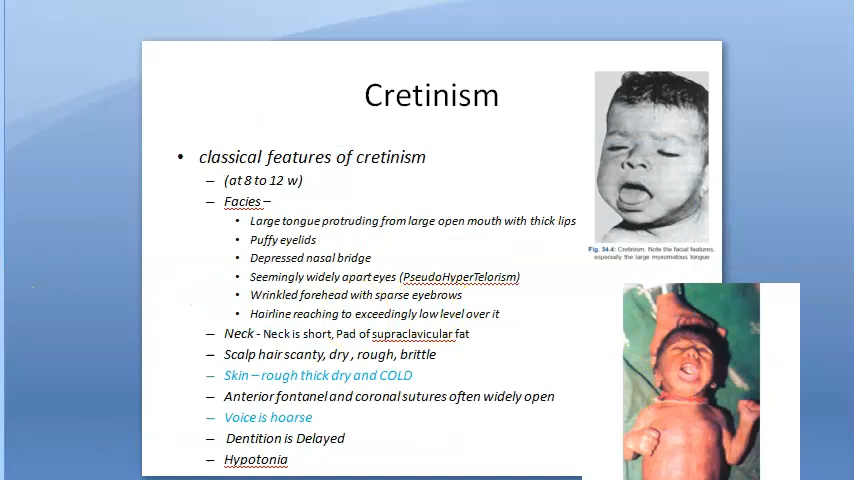 Cretinism
• classical features of cretinism
– (at 8 to 12 w)
– Facies –
• Large tongue protruding from large open mouth with thick lips
• Puffy eyelids
• Depressed nasal bridge
• Seemingly widely apart eyes (PseudoHyperTelorism)
• Wrinkled forehead with sparse eyebrows
• Hairline reaching to exceedingly low level over it
– Neck - Neck is short, Pad of supraclavicular fat
– Scalp hair scanty, dry , rough, brittle
– Skin – rough thick dry and COLD
– Anterior fontanel and coronal sutures often widely open
– Voice is hoarse
– Dentition is Delayed
– Hypotonia
Fig. 34.4: Cretinism. Note the facial features,
especially the large myxomatous tongue